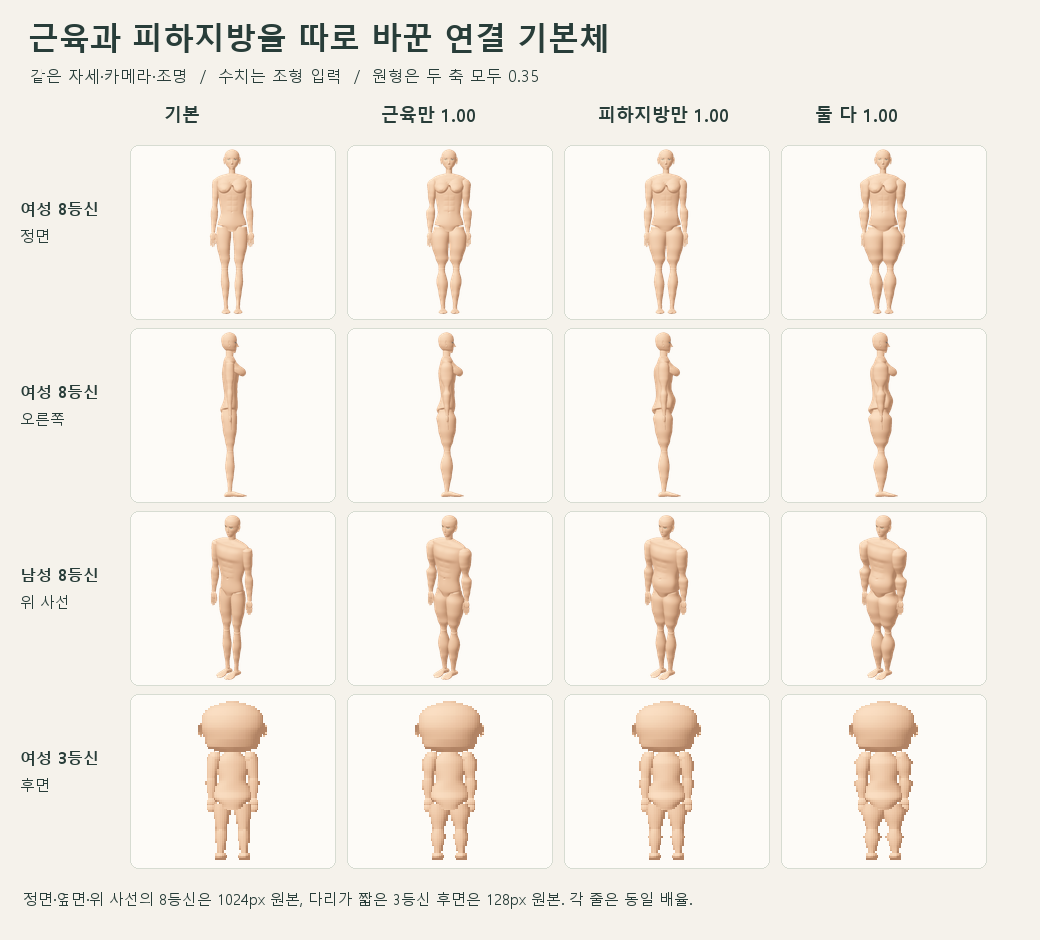 근육과 피하지방을 따로 바꾼 연결 기본체
같은 자세·카메라·조명 / 수치는 조형 입력 / 원형은 두 축 모두 0.35
기본 근육만 1.00 피하지방만 1.00 둘 다 1.00
여성 8등신
정면
여성 8등신
오른쪽
남성 8등신
위 사선
여성 3등신
후면
정면·옆면·위 사선의 8등신은 1024px 원본, 다리가 짧은 3등신 후면은 128px 원본. 각 줄은 동일 배율.